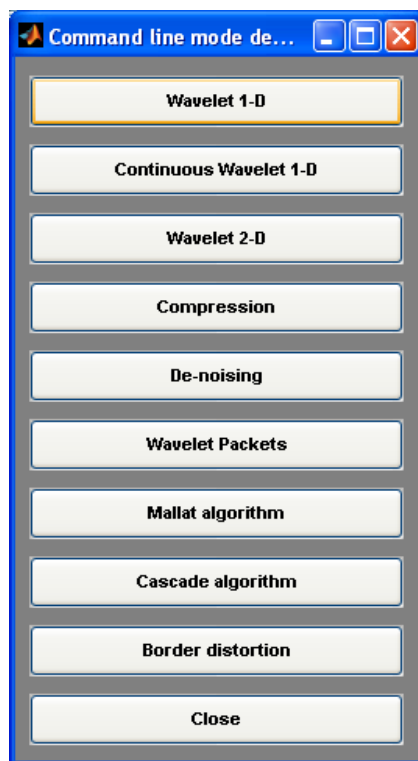 Command line mode de...
Wavelet 1-D
Continuous Wavelet 1-D
Wavelet 2-D
Compression
De-noising
Wavelet Packets
Mallat algorithm
Cascade algorithm
Border distortion
Close